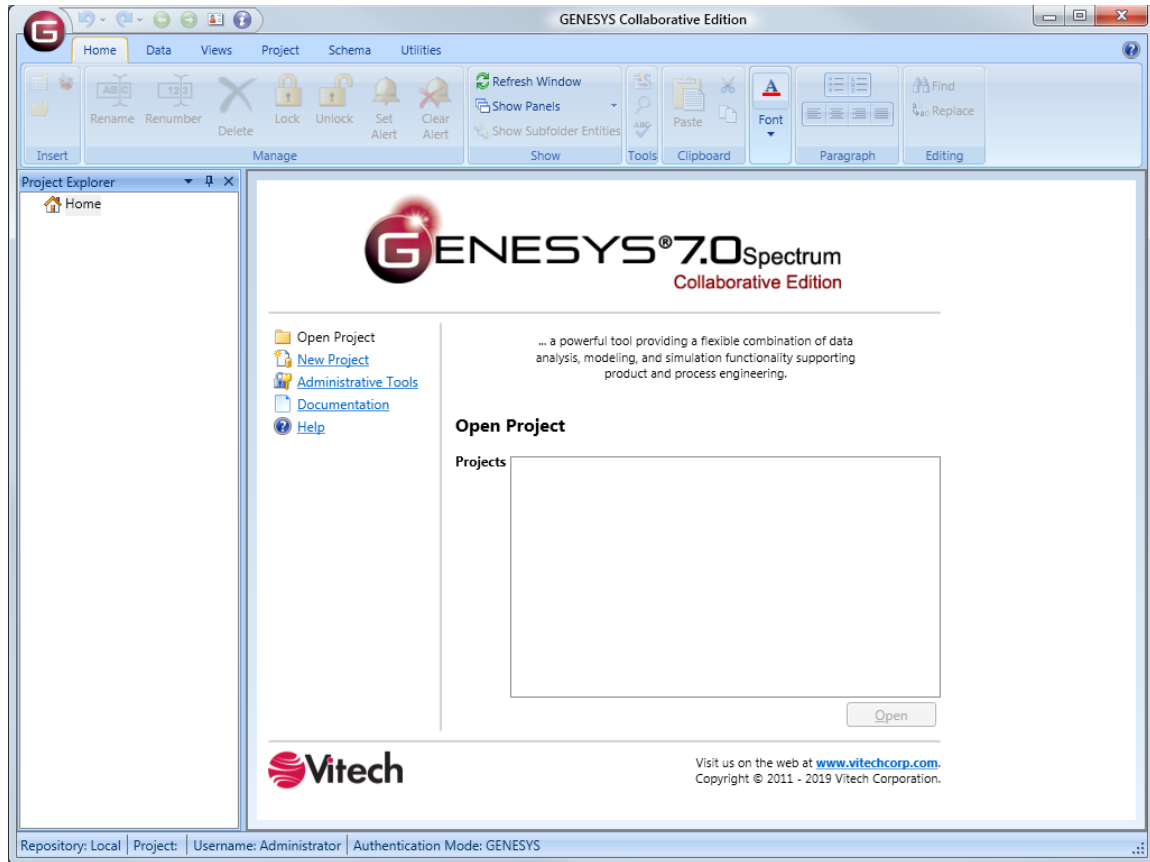 GENESYS Collaborative Edition
Home Data Views Project Schema Utilities
Rename Renumber Delete Lock Unlock Set Alert Clear Alert
Refresh Window
Show Panels
Show Subfolder Entities
Paste Font
Find
Replace
Insert Manage Show Tools Clipboard Paragraph Editing
Project Explorer
Home
GENESYS®7.0 Spectrum
Collaborative Edition
Open Project
New Project
Administrative Tools
Documentation
Help
... a powerful tool providing a flexible combination of data
analysis, modeling, and simulation functionality supporting
product and process engineering.
Open Project
Projects
Open
Vitech
Visit us on the web at www.vitechcorp.com.
Copyright © 2011 - 2019 Vitech Corporation.
Repository: Local Project: Username: Administrator Authentication Mode: GENESYS